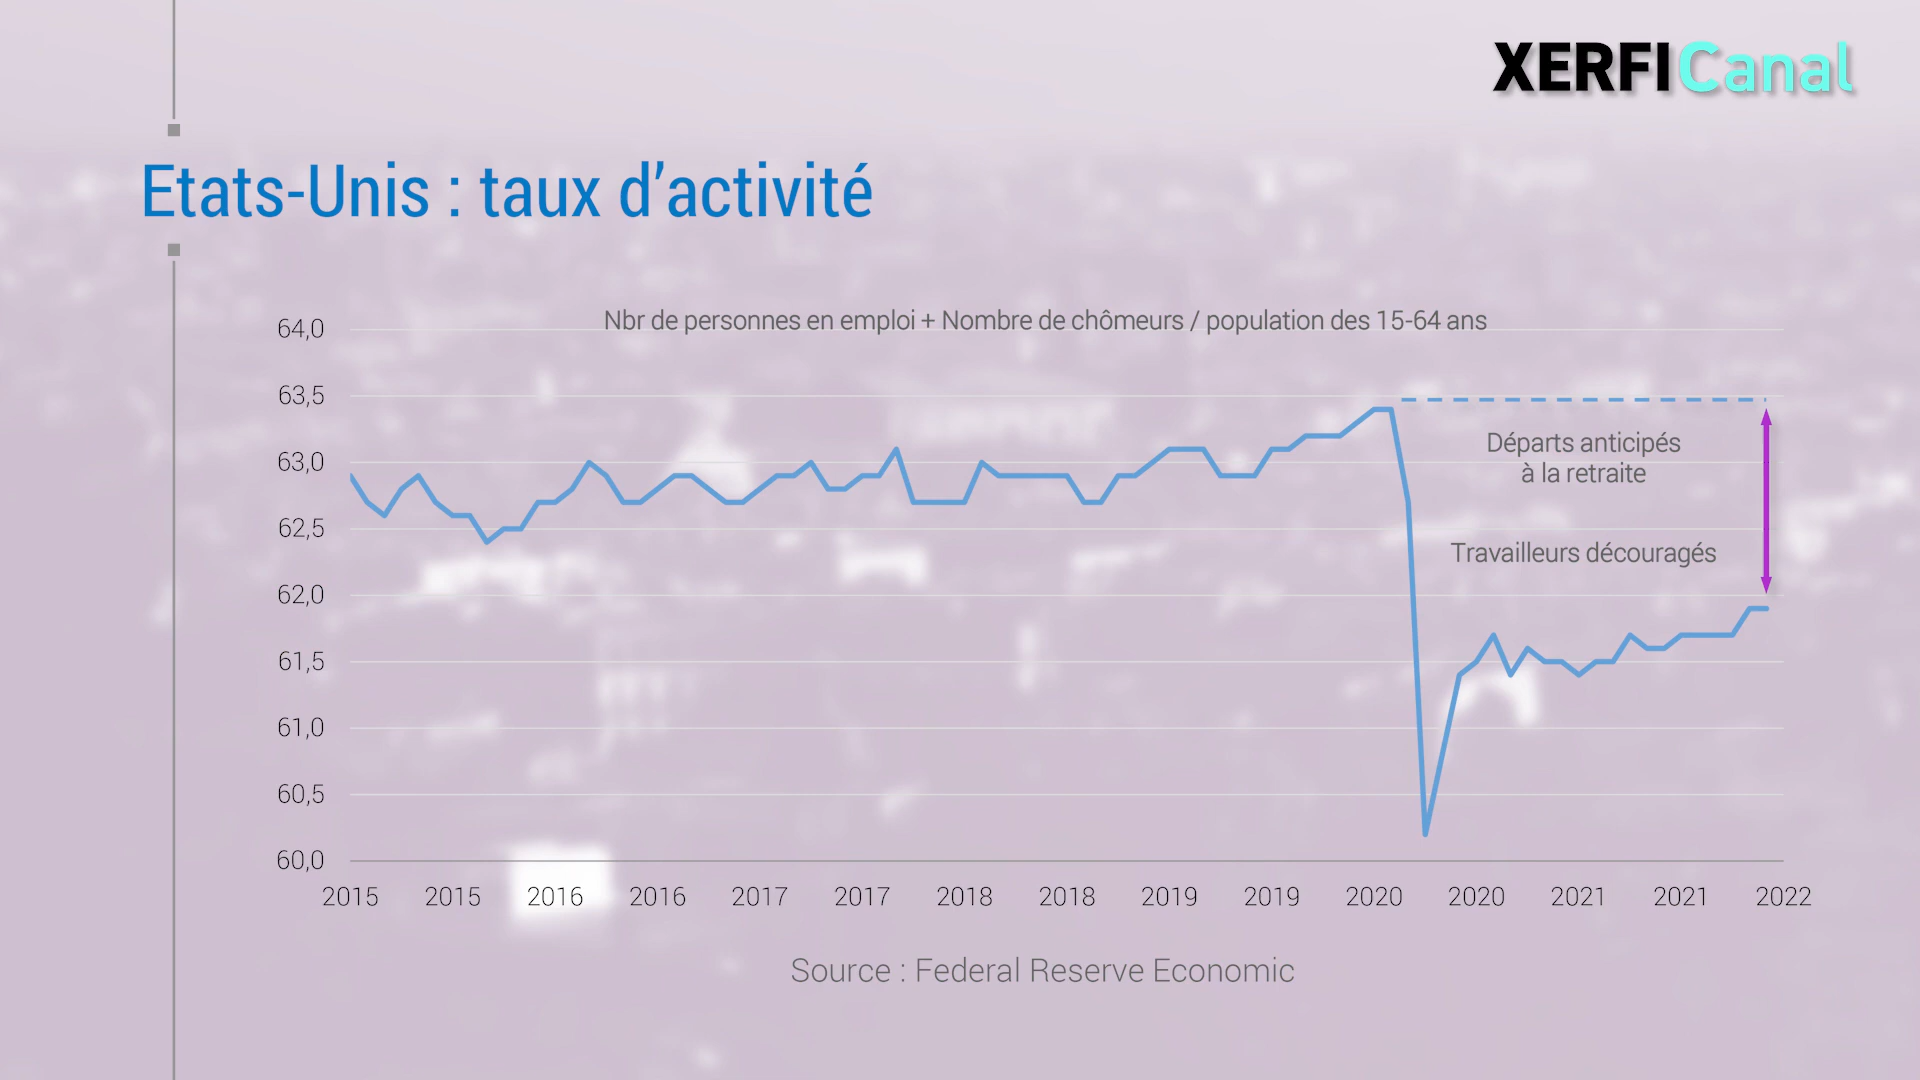 XERFI Canal
Etats-Unis : taux d’activité
Nbr de personnes en emploi + Nombre de chômeurs / population des 15-64 ans
64,0
63,5
63,0
62,5
62,0
61,5
61,0
60,5
60,0
Départs anticipés
à la retraite
Travailleurs découragés
2015 2015 2016 2016 2017 2017 2018 2018 2019 2019 2020 2020 2021 2021 2022
Source : Federal Reserve Economic